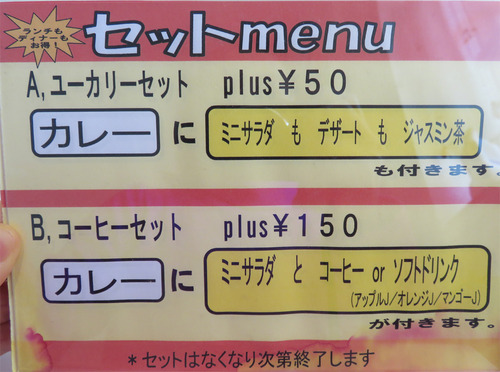 ランチも
ディナーも
お得！
セットmenu
A,ユーカリーセット plus￥50
カレー に ミニサラダ も デザート も ジャスミン茶
も付きます。
B,コーヒーセット plus￥150
カレー に ミニサラダ と コーヒー or ソフトドリンク
(アップルJ/オレンジJ/マンゴーJ)
が付きます。
*セットはなくなり次第終了します